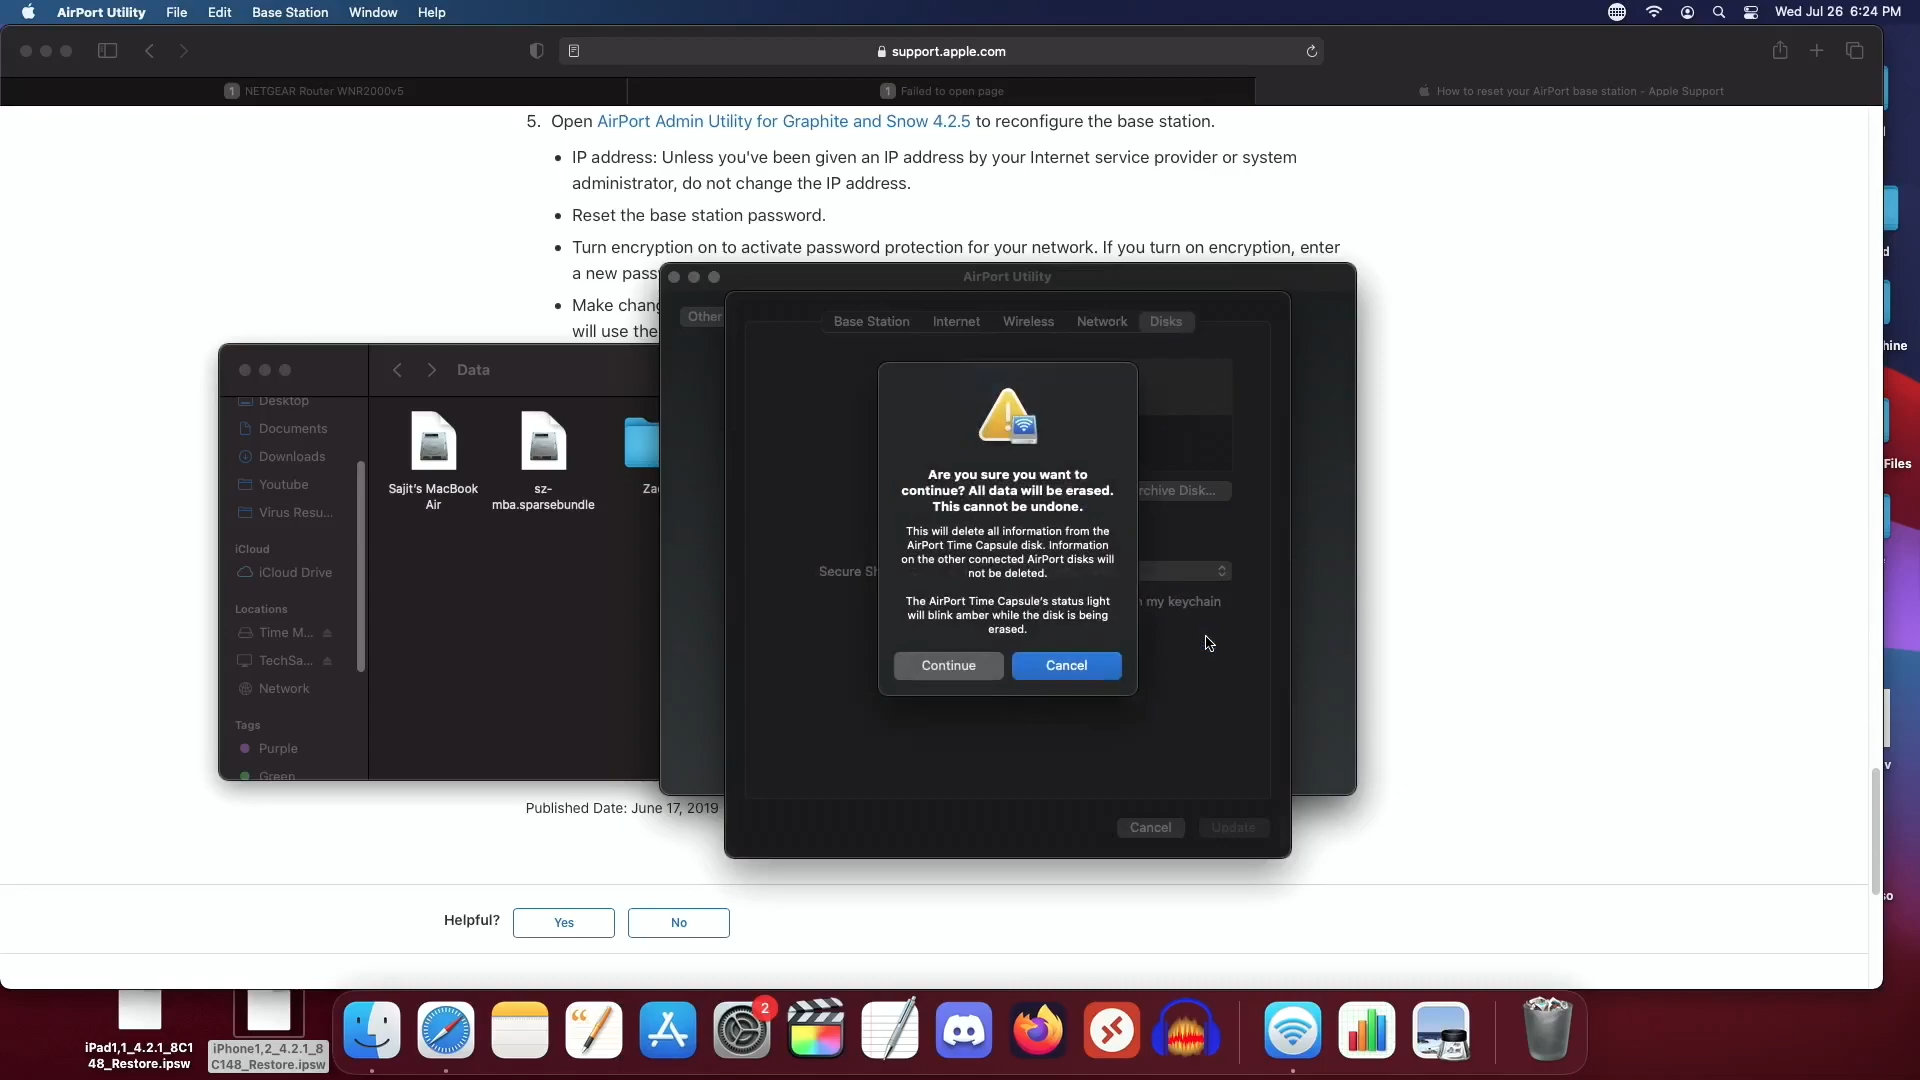 AirPort Utility File Edit Base Station Window Help
Wed Jul 26 6:24 PM
support.apple.com
1 NETGEAR Router WNR2000v5
1 Failed to open page
How to reset your AirPort base station - Apple Support
5. Open AirPort Admin Utility for Graphite and Snow 4.2.5 to reconfigure the base station.
• IP address: Unless you've been given an IP address by your Internet service provider or system
administrator, do not change the IP address.
• Reset the base station password.
• Turn encryption on to activate password protection for your network. If you turn on encryption, enter
a new pass
• Make chang
will use the
AirPort Utility
Other
Base Station Internet Wireless Network Disks
rchive Disk...
Secure Sh
n my keychain
Cancel Update
Are you sure you want to
continue? All data will be erased.
This cannot be undone.
This will delete all information from the
AirPort Time Capsule disk. Information
on the other connected AirPort disks will
not be deleted.
The AirPort Time Capsule's status light
will blink amber while the disk is being
erased.
Continue Cancel
Data
Desktop
Documents
Downloads
Youtube
Virus Resu...
iCloud
iCloud Drive
Locations
Time M...
TechSa...
Network
Tags
Purple
Green
Sajit's MacBook
Air
sz-
mba.sparsebundle
Za
Published Date: June 17, 2019
Helpful? Yes No
d
hine
Files
v
so
iPad1,1_4.2.1_8C1
48_Restore.ipsw
iPhone1,2_4.2.1_8
C148_Restore.ipsw
2